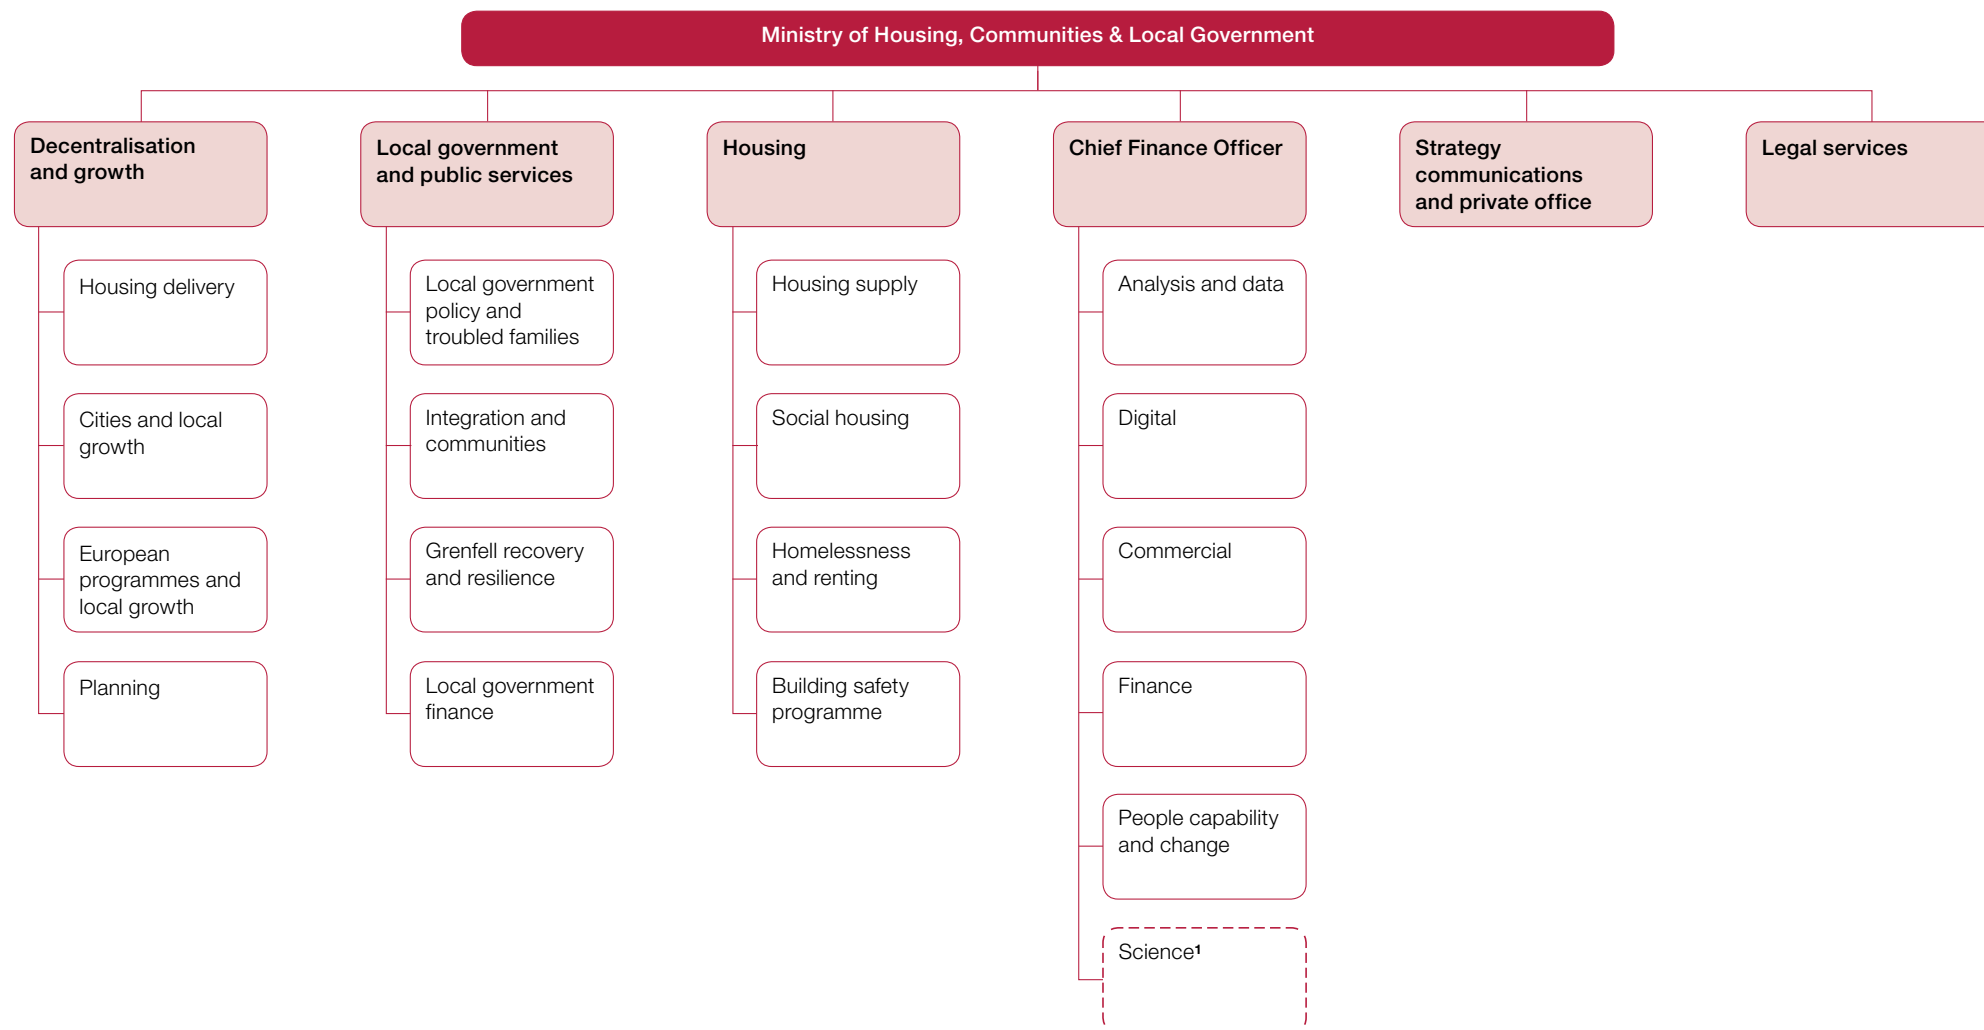 Ministry of Housing, Communities & Local Government
Decentralisation
and growth
Housing delivery
Cities and local
growth
European
programmes and
local growth
Planning
Local government
and public services
Local government
policy and
troubled families
Integration and
communities
Grenfell recovery
and resilience
Local government
finance
Housing
Housing supply
Social housing
Homelessness
and renting
Building safety
programme
Chief Finance Officer
Analysis and data
Digital
Commercial
Finance
People capability
and change
Science¹
Strategy
communications
and private office
Legal services